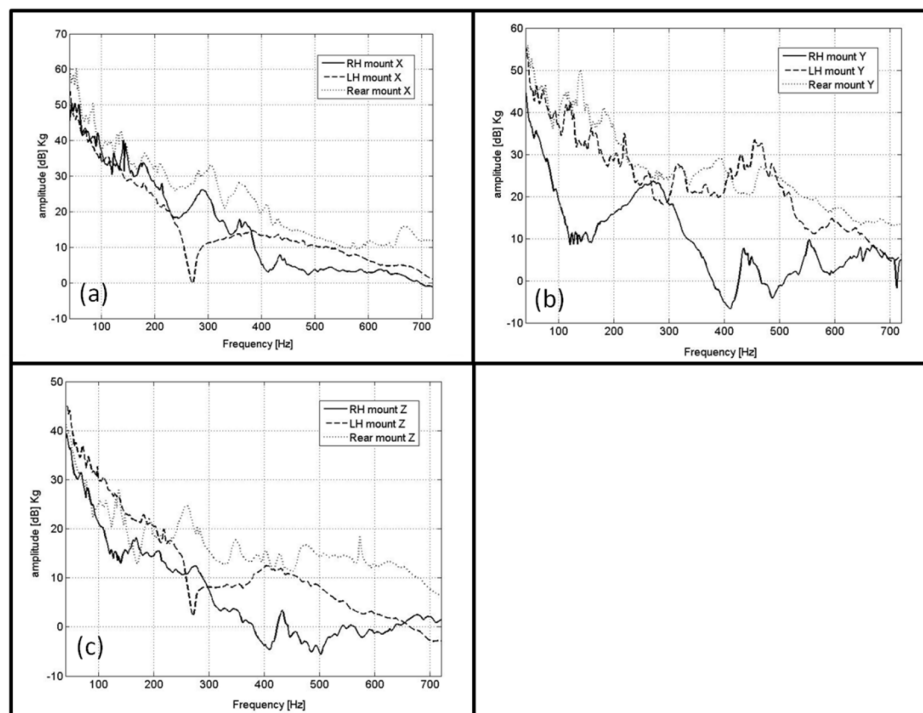 70
60
50
40
30
20
10
0
-10
amplitude [dB] Kg
RH mount X
LH mount X
Rear mount X
(a)
100 200 300 400 500 600 700
Frequency [Hz]
60
50
40
30
20
10
0
-10
amplitude [dB] Kg
RH mount Y
LH mount Y
Rear mount Y
(b)
100 200 300 400 500 600 700
Frequency [Hz]
50
40
30
20
10
0
-10
amplitude [dB] Kg
RH mount Z
LH mount Z
Rear mount Z
(c)
100 200 300 400 500 600 700
Frequency [Hz]